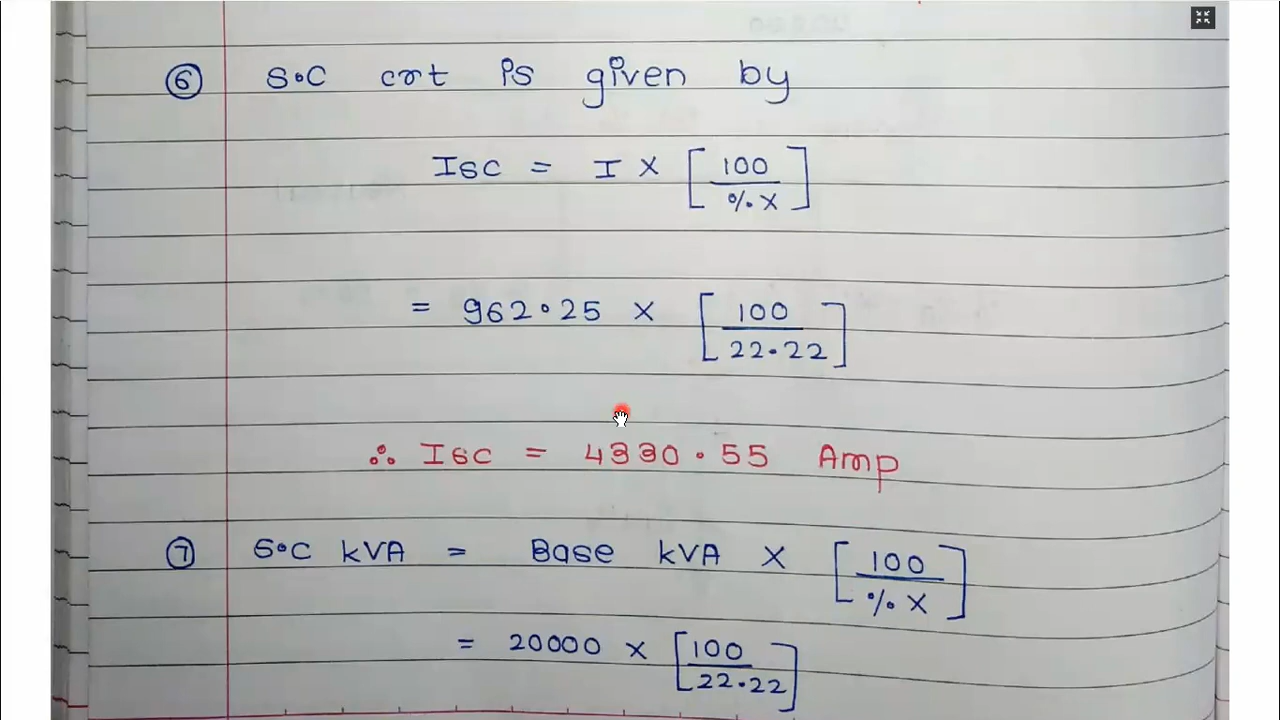 6 S.C crt is given by
Isc = I X [ 100 / % X ]
= 962.25 X [ 100 / 22.22 ]
∴ Isc = 4330.55 Amp
7 S.C kVA = Base kVA X [ 100 / % X ]
= 20000 X [ 100 / 22.22 ]